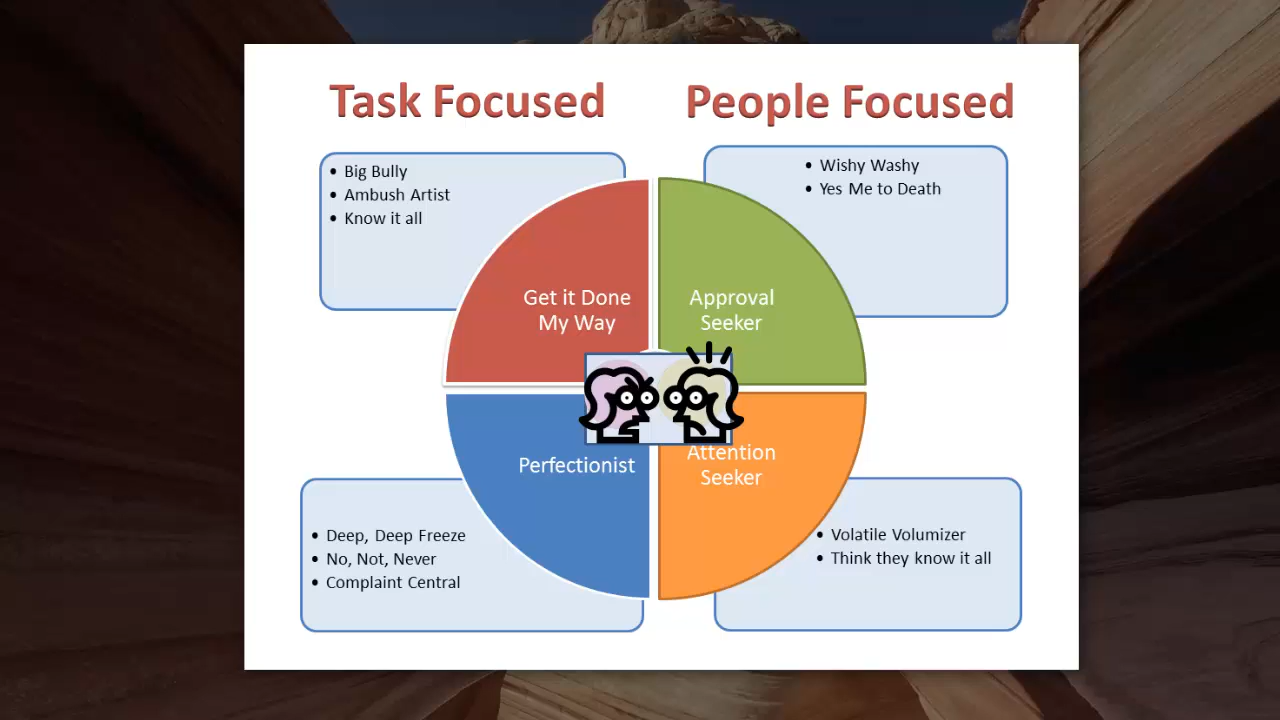 Task Focused
People Focused
• Big Bully
• Ambush Artist
• Know it all
• Wishy Washy
• Yes Me to Death
Get it Done
My Way
Approval
Seeker
Perfectionist
Attention
Seeker
• Deep, Deep Freeze
• No, Not, Never
• Complaint Central
• Volatile Volumizer
• Think they know it all